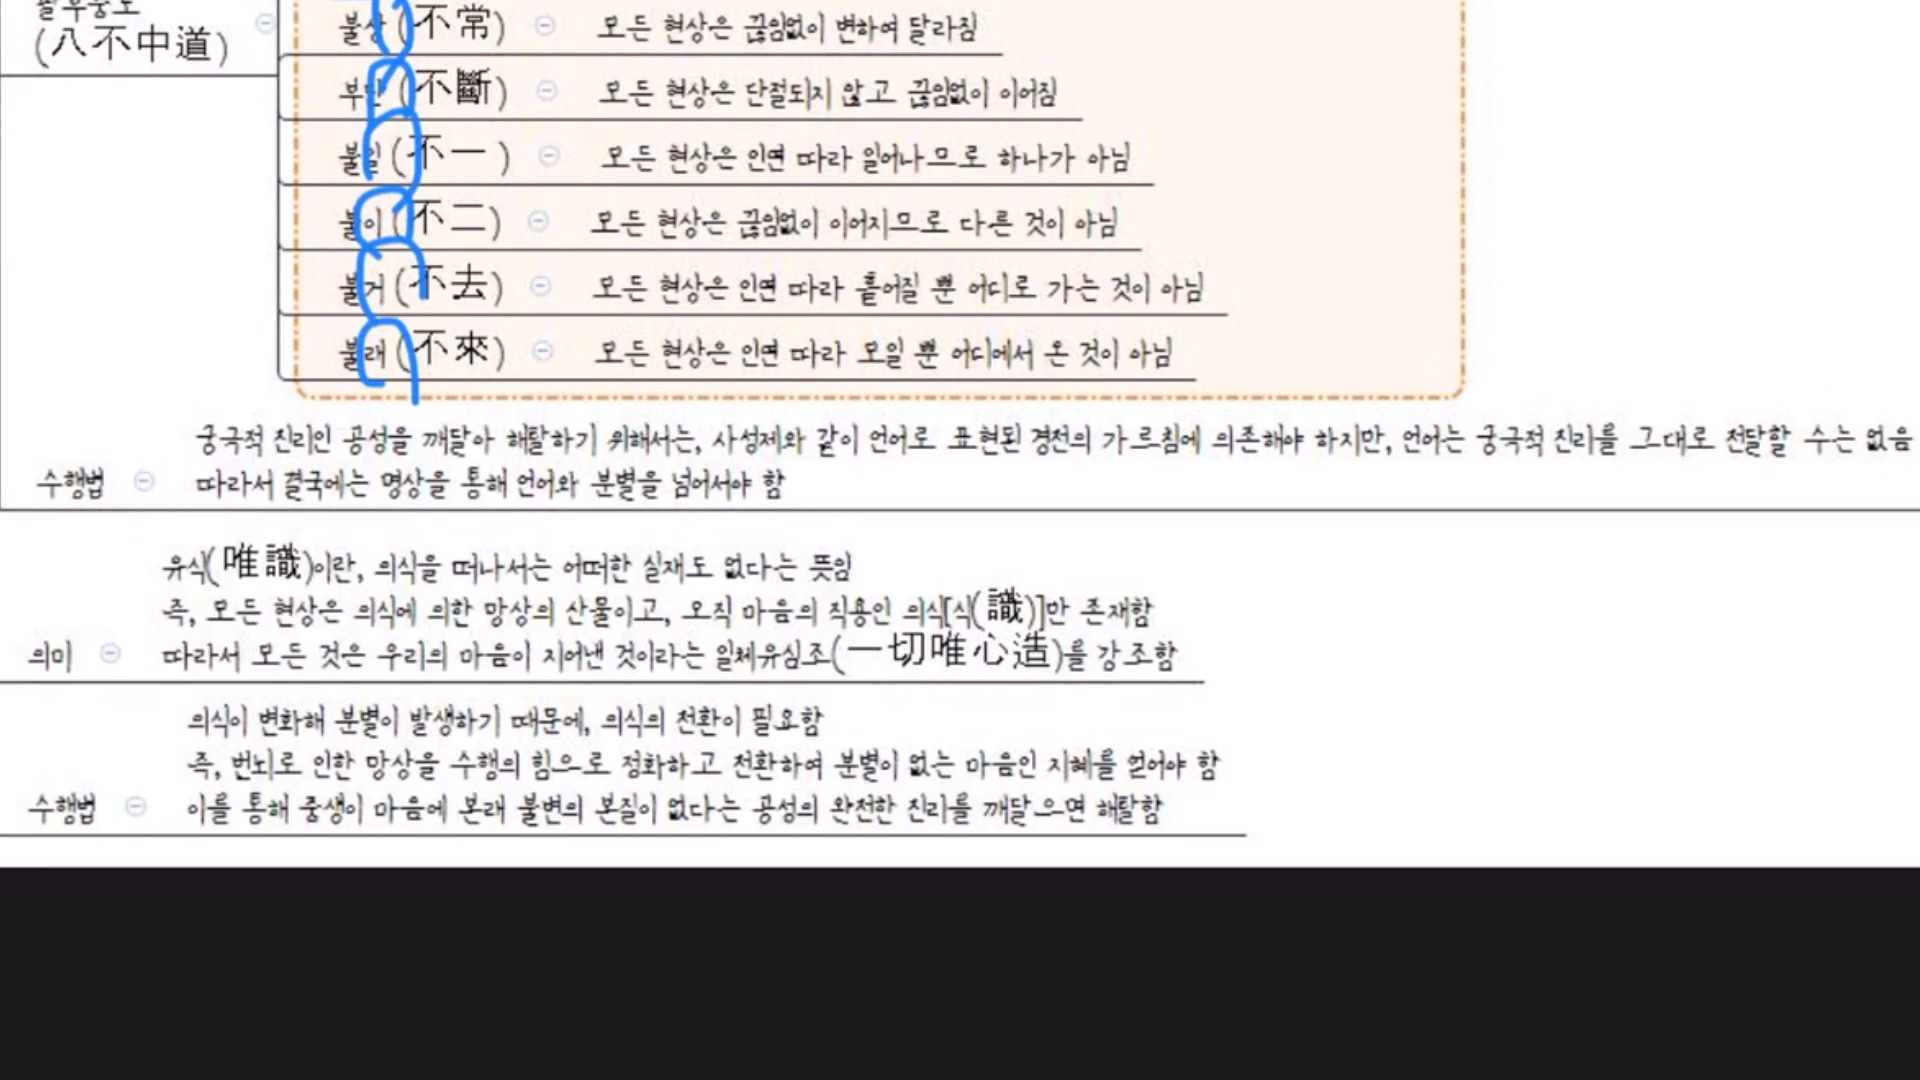 팔부중도
(八不中道)
불상(不常) 모든 현상은 끊임없이 변하여 달라짐
부단(不斷) 모든 현상은 단절되지 않고 끊임없이 이어짐
불일(不一) 모든 현상은 인연 따라 일어나므로 하나가 아님
불이(不二) 모든 현상은 끊임없이 이어지므로 다른 것이 아님
불거(不去) 모든 현상은 인연 따라 흩어질 뿐 어디로 가는 것이 아님
불래(不來) 모든 현상은 인연 따라 모일 뿐 어디에서 온 것이 아님
궁극적 진리인 공성을 깨달아 해탈하기 위해서는, 사성제와 같이 언어로 표현된 경전의 가르침에 의존해야 하지만, 언어는 궁극적 진리를 그대로 전달할 수는 없음
수행법 따라서 결국에는 명상을 통해 언어와 분별을 넘어서야 함
유식(唯識)이란, 의식을 떠나서는 어떠한 실재도 없다는 뜻임
즉, 모든 현상은 의식에 의한 망상의 산물이고, 오직 마음의 작용인 의식[식(識)]만 존재함
의미 따라서 모든 것은 우리의 마음이 지어낸 것이라는 일체유심조(一切唯心造)를 강조함
의식이 변화해 분별이 발생하기 때문에, 의식의 전환이 필요함
즉, 번뇌로 인한 망상을 수행의 힘으로 정화하고 전환하여 분별이 없는 마음인 지혜를 얻어야 함
수행법 이를 통해 중생이 마음에 본래 불변의 본질이 없다는 공성의 완전한 진리를 깨달으면 해탈함